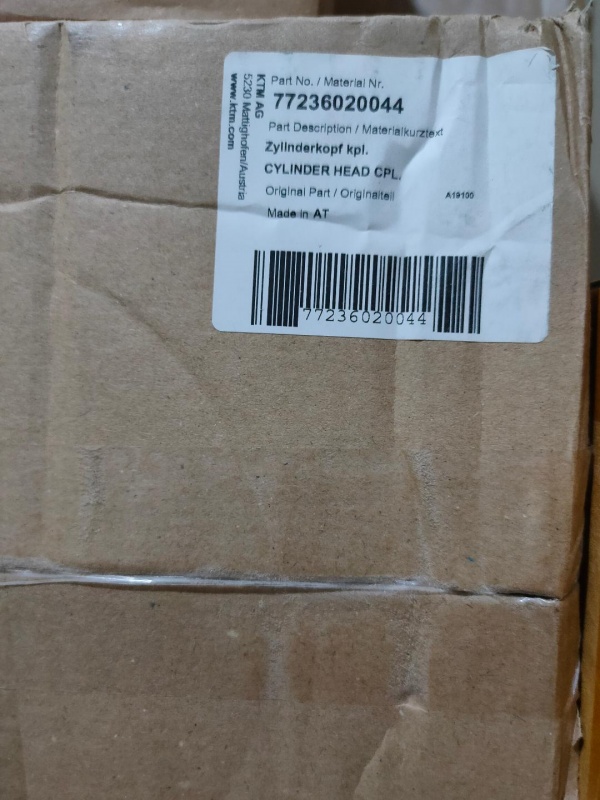 KTM AG
5230 Mattighofen/Austria
www.ktm.com
Part No. / Material Nr.
77236020044
Part Description / Materialkurztext
Zylinderkopf kpl.
CYLINDER HEAD CPL.
Original Part / Originalteil
A19100
Made in AT
77236020044